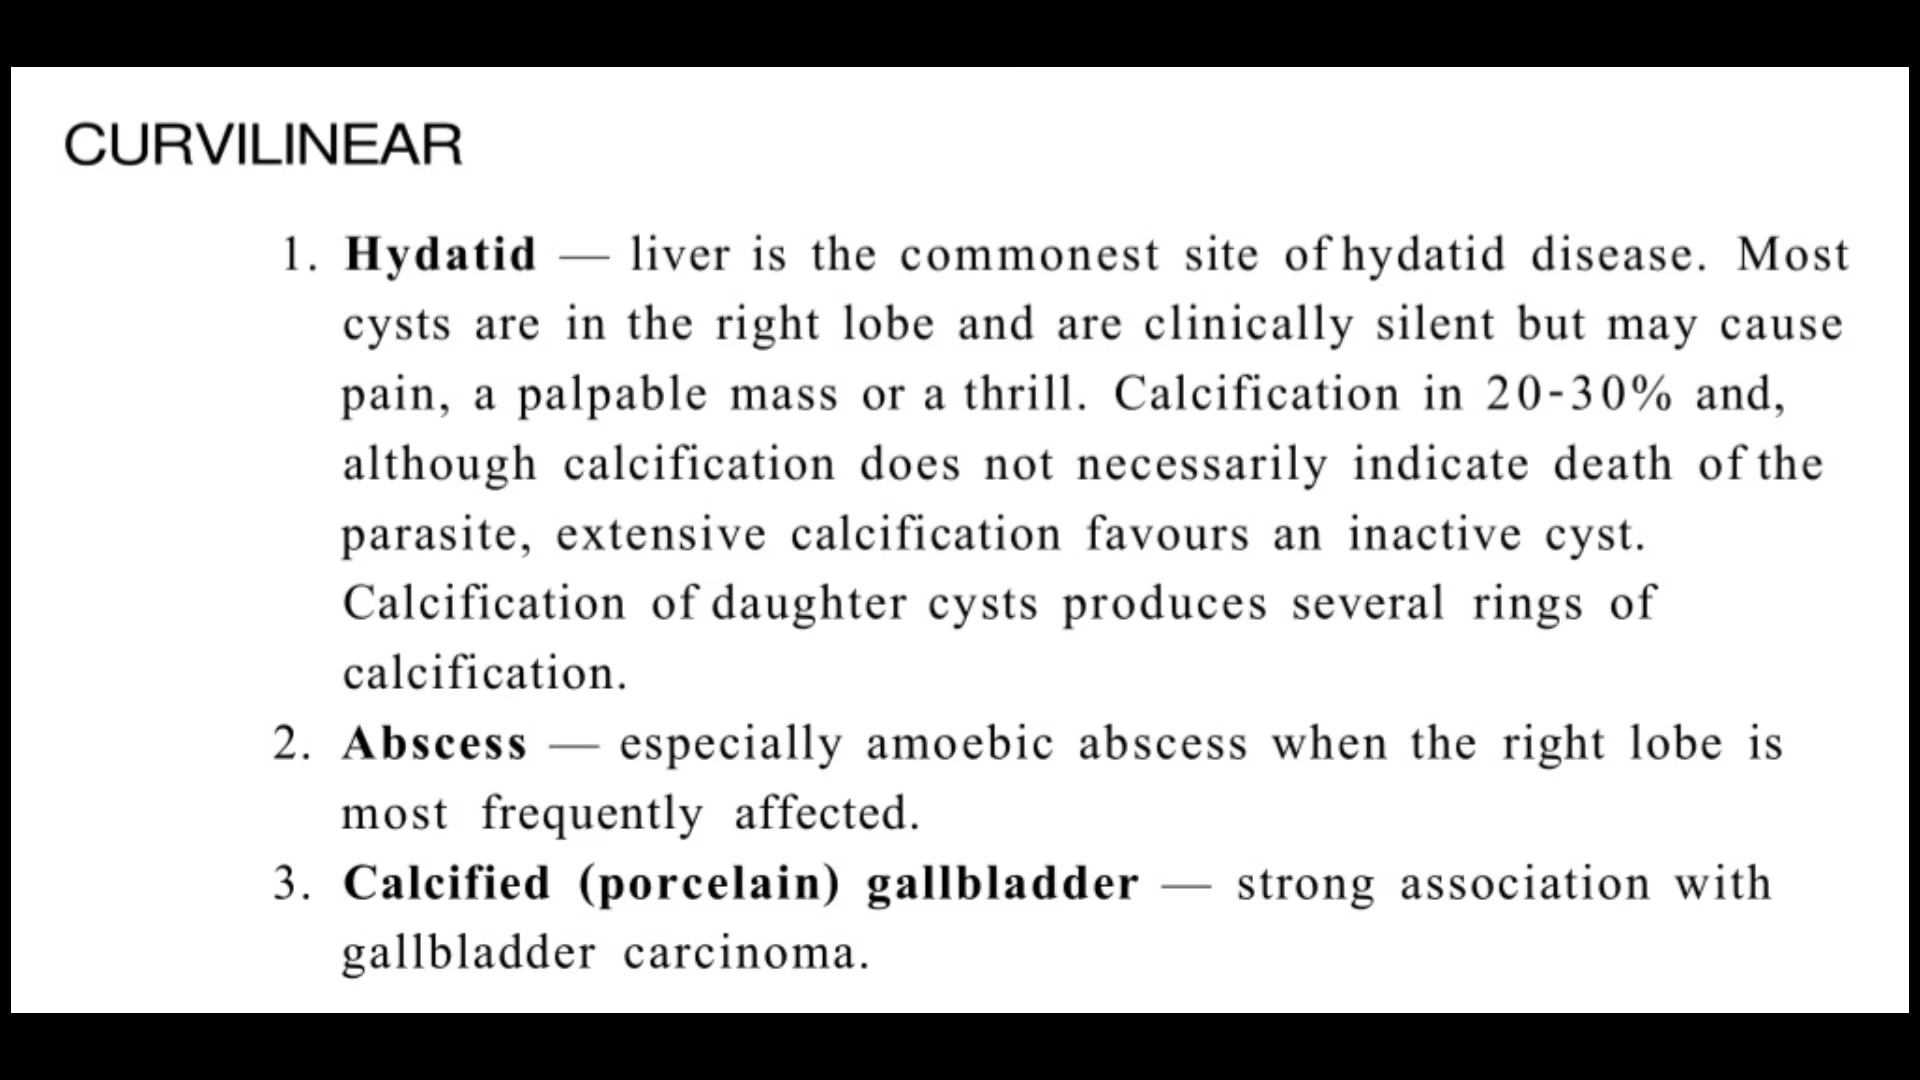 CURVILINEAR
1. Hydatid — liver is the commonest site of hydatid disease. Most
cysts are in the right lobe and are clinically silent but may cause
pain, a palpable mass or a thrill. Calcification in 20-30% and,
although calcification does not necessarily indicate death of the
parasite, extensive calcification favours an inactive cyst.
Calcification of daughter cysts produces several rings of
calcification.
2. Abscess — especially amoebic abscess when the right lobe is
most frequently affected.
3. Calcified (porcelain) gallbladder — strong association with
gallbladder carcinoma.